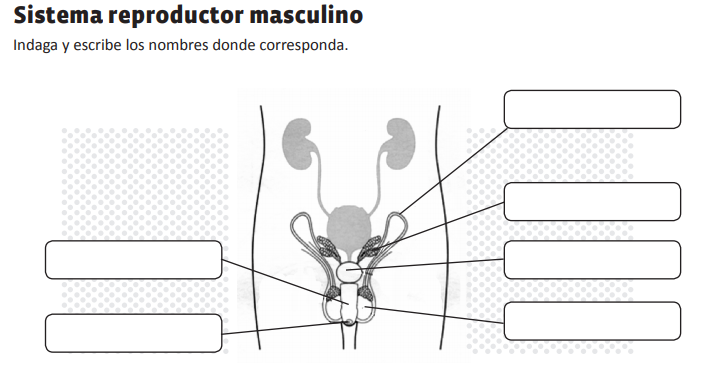 Sistema reproductor masculino
Indaga y escribe los nombres donde corresponda.